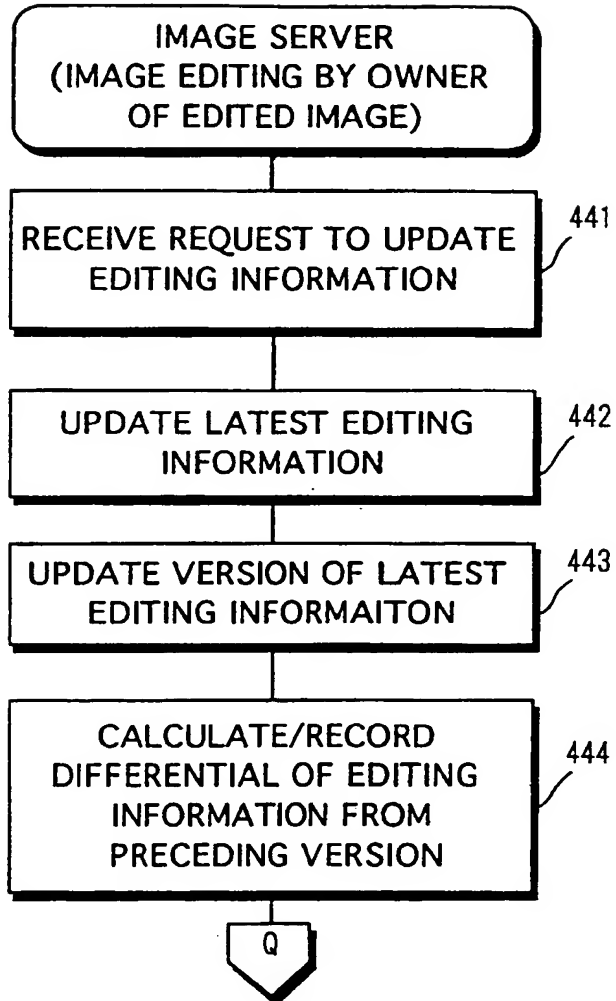 IMAGE SERVER
(IMAGE EDITING BY OWNER
OF EDITED IMAGE)
RECEIVE REQUEST TO UPDATE
EDITING INFORMATION
441
UPDATE LATEST EDITING
INFORMATION
442
UPDATE VERSION OF LATEST
EDITING INFORMAITON
443
CALCULATE/RECORD
DIFFERENTIAL OF EDITING
INFORMATION FROM
PRECEDING VERSION
444
Q